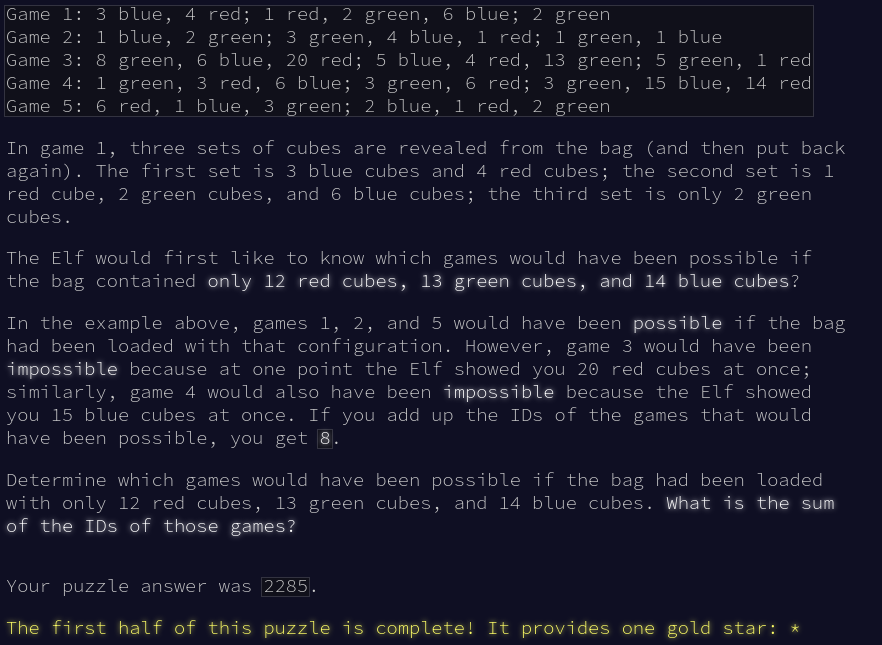 Game 1: 3 blue, 4 red; 1 red, 2 green, 6 blue; 2 green
Game 2: 1 blue, 2 green; 3 green, 4 blue, 1 red; 1 green, 1 blue
Game 3: 8 green, 6 blue, 20 red; 5 blue, 4 red, 13 green; 5 green, 1 red
Game 4: 1 green, 3 red, 6 blue; 3 green, 6 red; 3 green, 15 blue, 14 red
Game 5: 6 red, 1 blue, 3 green; 2 blue, 1 red, 2 green
In game 1, three sets of cubes are revealed from the bag (and then put back
again). The first set is 3 blue cubes and 4 red cubes; the second set is 1
red cube, 2 green cubes, and 6 blue cubes; the third set is only 2 green
cubes.
The Elf would first like to know which games would have been possible if
the bag contained only 12 red cubes, 13 green cubes, and 14 blue cubes?
In the example above, games 1, 2, and 5 would have been possible if the bag
had been loaded with that configuration. However, game 3 would have been
impossible because at one point the Elf showed you 20 red cubes at once;
similarly, game 4 would also have been impossible because the Elf showed
you 15 blue cubes at once. If you add up the IDs of the games that would
have been possible, you get 8.
Determine which games would have been possible if the bag had been loaded
with only 12 red cubes, 13 green cubes, and 14 blue cubes. What is the sum
of the IDs of those games?
Your puzzle answer was 2285.
The first half of this puzzle is complete! It provides one gold star: *